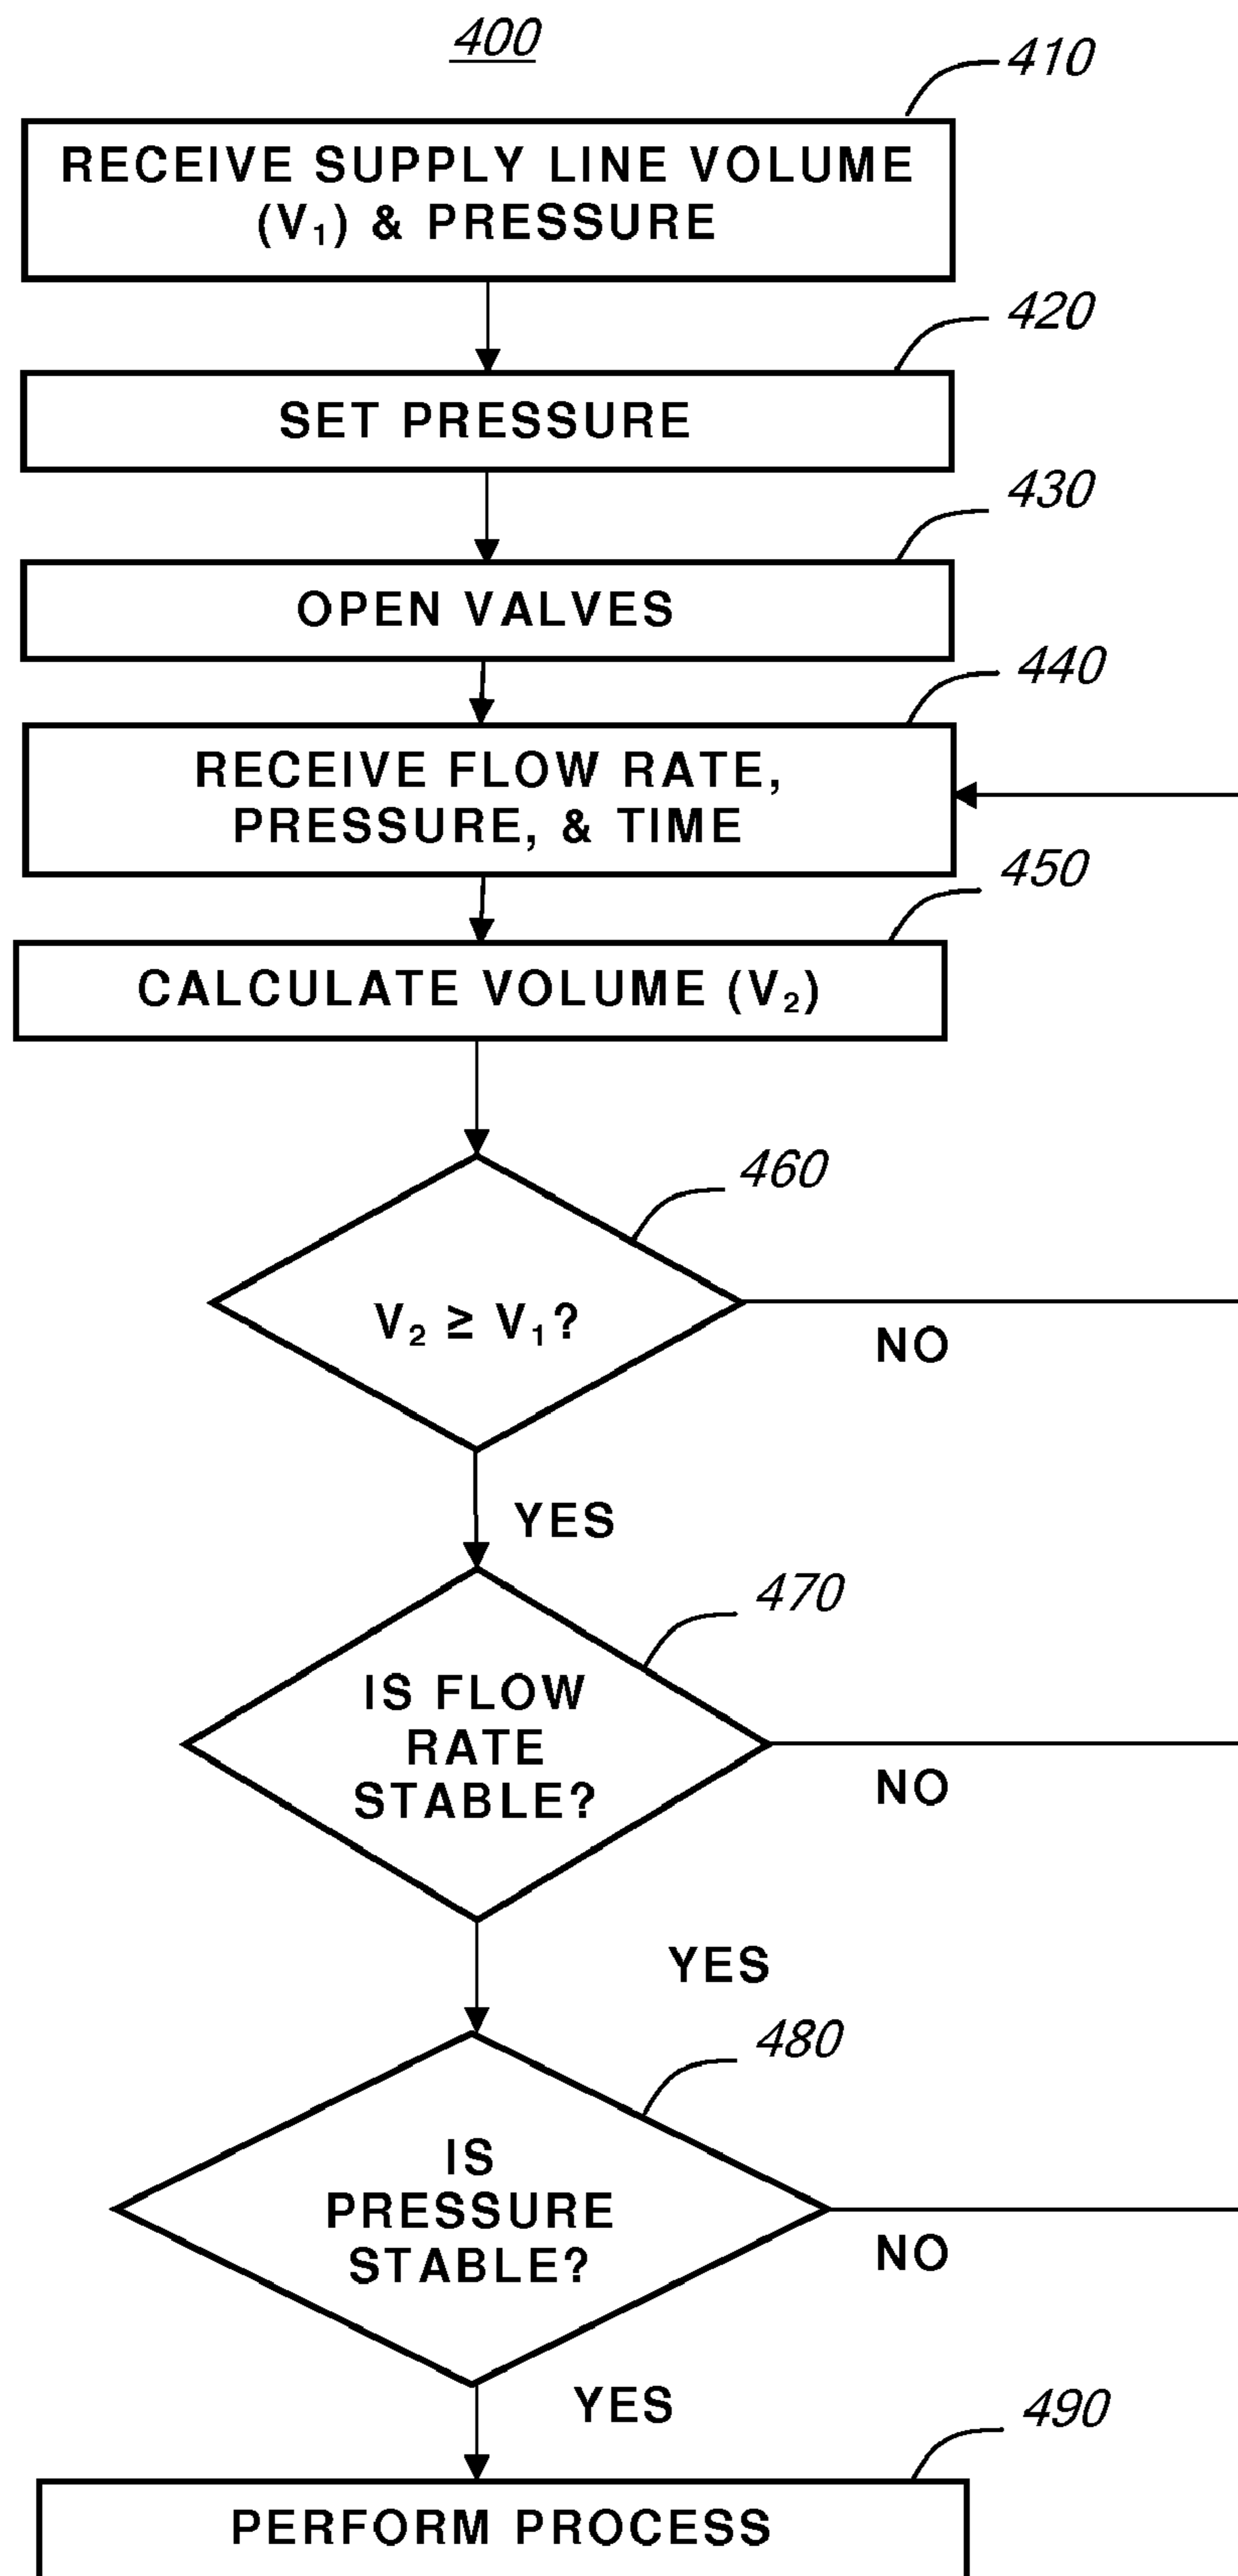 400
410
RECEIVE SUPPLY LINE VOLUME
(V₁) & PRESSURE
420
SET PRESSURE
430
OPEN VALVES
440
RECEIVE FLOW RATE,
PRESSURE, & TIME
450
CALCULATE VOLUME (V₂)
460
V₂ ≥ V₁?
NO
YES
470
IS FLOW
RATE
STABLE?
NO
YES
480
IS
PRESSURE
STABLE?
NO
YES
490
PERFORM PROCESS